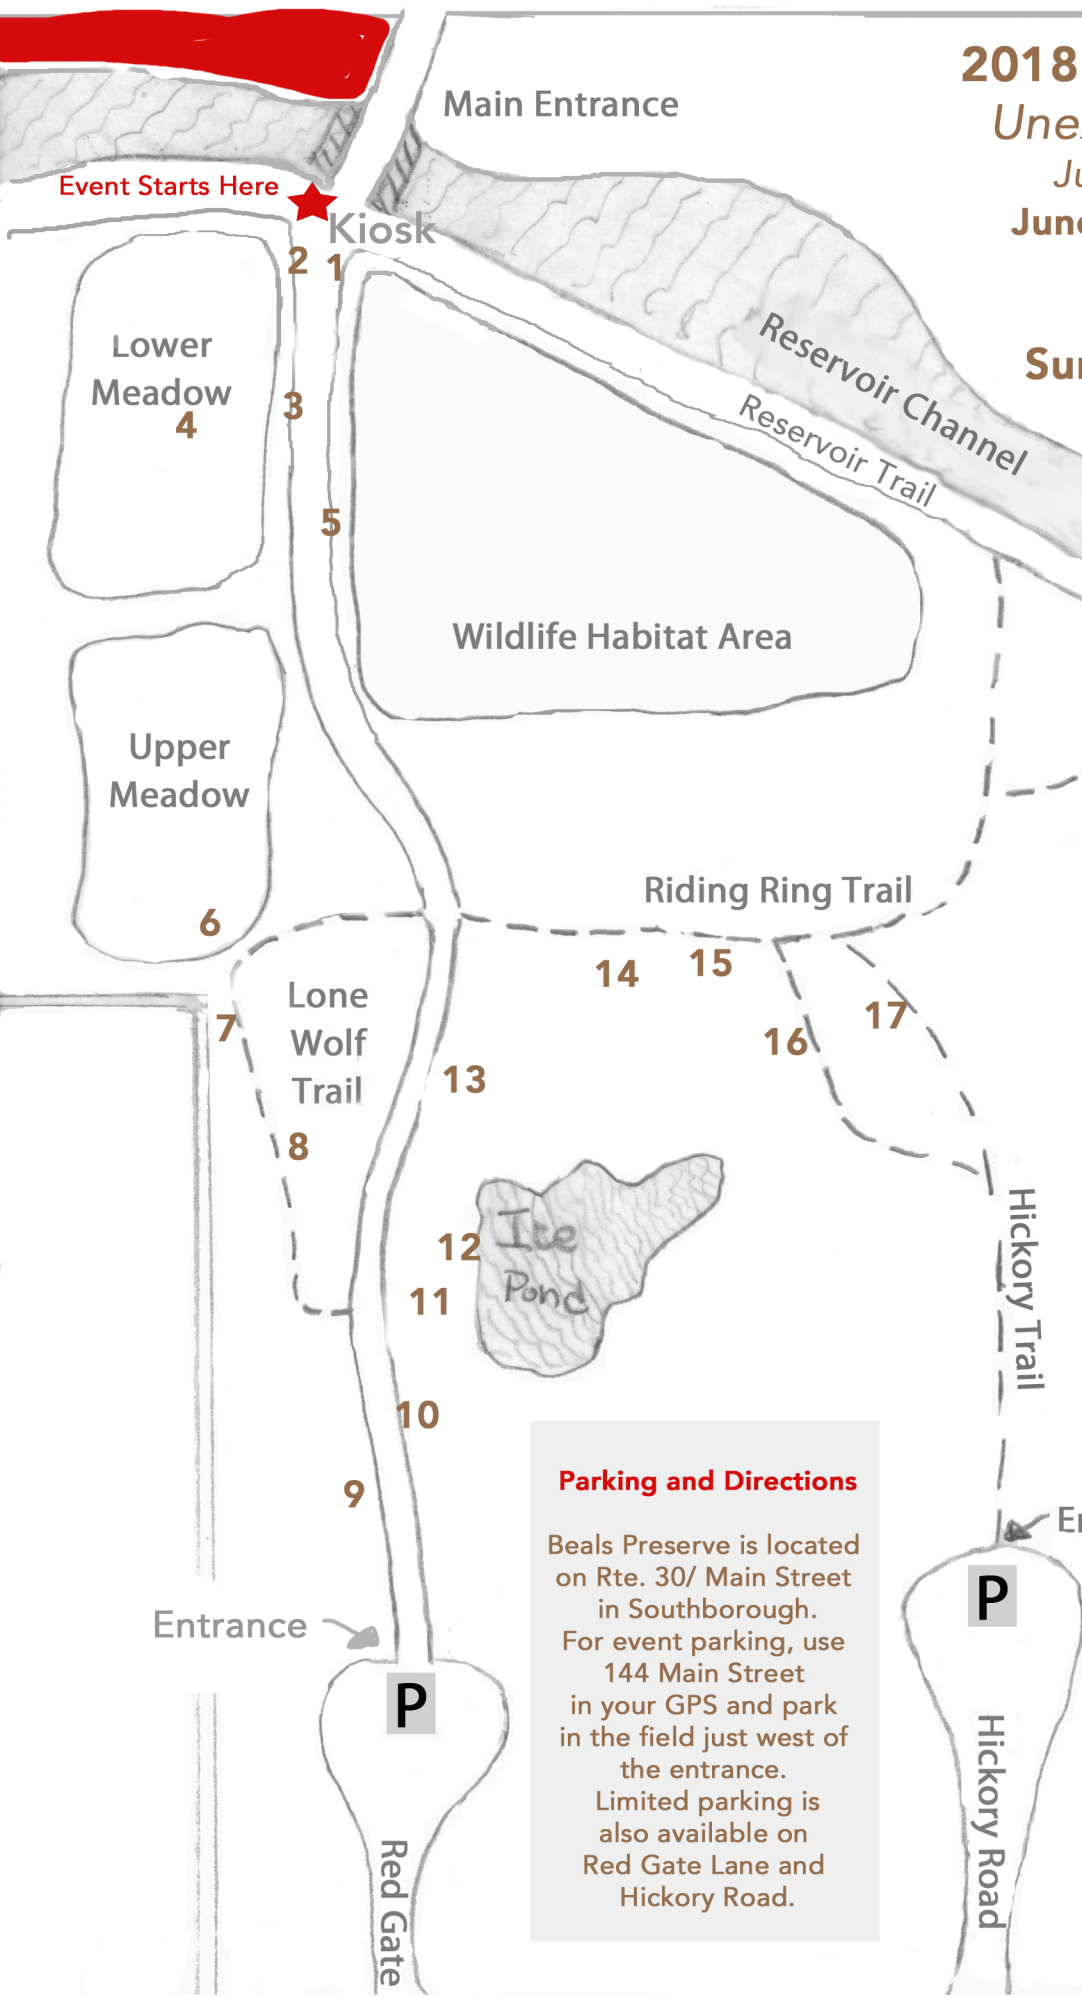 2018
Main Entrance
Event Starts Here
Kiosk
2
1
Lower
Meadow
4
3
5
Reservoir Channel
Reservoir Trail
Wildlife Habitat Area
Upper
Meadow
6
Riding Ring Trail
14
15
16
17
Lone
Wolf
Trail
7
8
13
12
11
Ice
Pond
10
9
Hickory Trail
Parking and Directions
Beals Preserve is located
on Rte. 30/ Main Street
in Southborough.
For event parking, use
144 Main Street
in your GPS and park
in the field just west of
the entrance.
Limited parking is
also available on
Red Gate Lane and
Hickory Road.
Entrance
P
Red Gate
P
Hickory Road